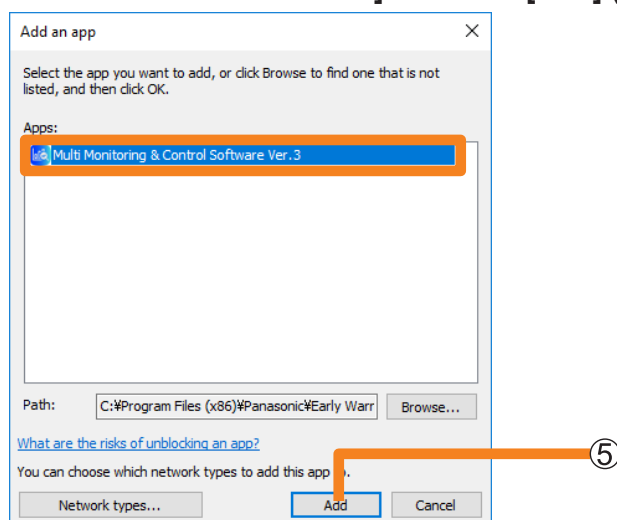 Add an app
Select the app you want to add, or click Browse to find one that is not
listed, and then click OK.
Apps:
Multi Monitoring & Control Software Ver.3
Path: C:¥Program Files (x86)¥Panasonic¥Early Warr Browse...
What are the risks of unblocking an app?
You can choose which network types to add this app
⑤
Network types... Add Cancel